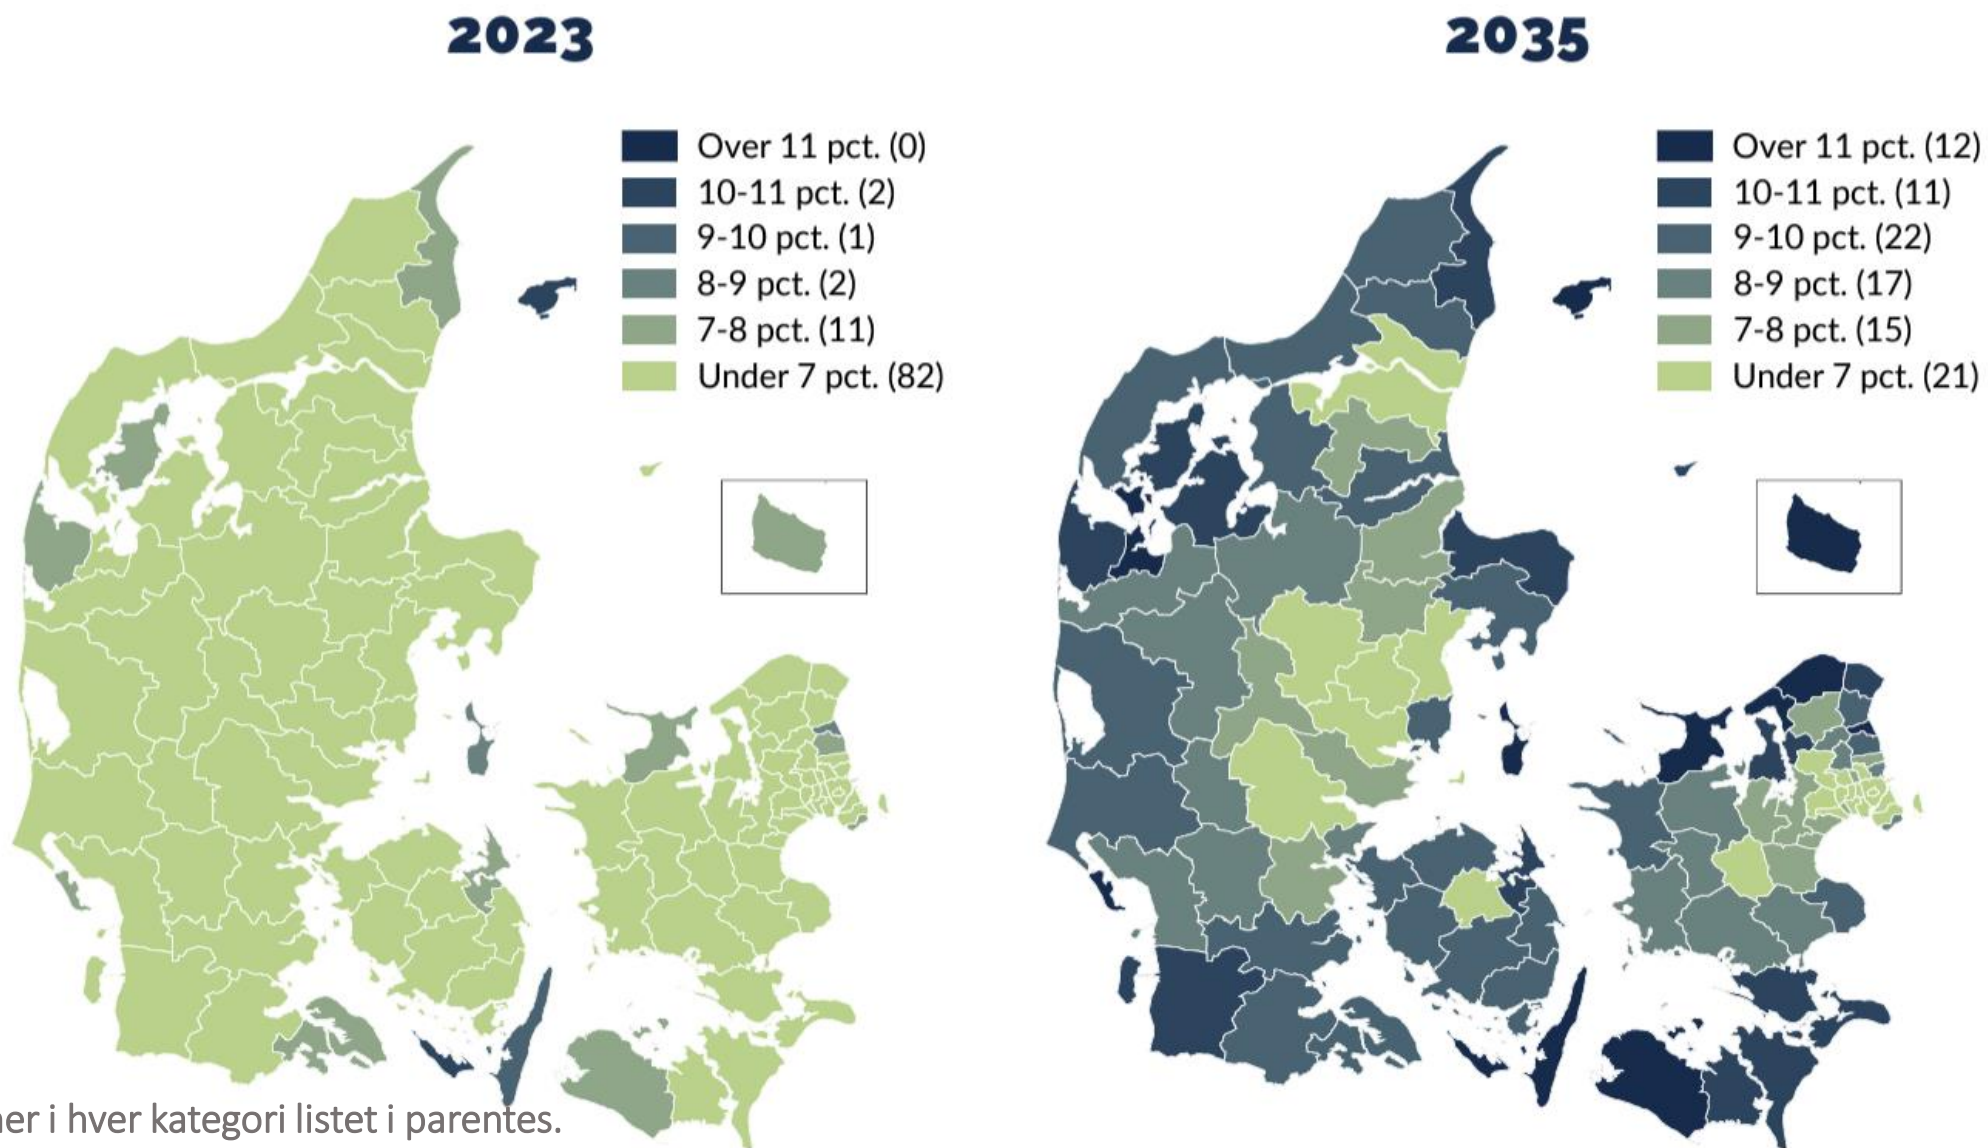 2023
Over 11 pct. (0)
10-11 pct. (2)
9-10 pct. (1)
8-9 pct. (2)
7-8 pct. (11)
Under 7 pct. (82)
2035
Over 11 pct. (12)
10-11 pct. (11)
9-10 pct. (22)
8-9 pct. (17)
7-8 pct. (15)
Under 7 pct. (21)
i hver kategori listet i parentes.